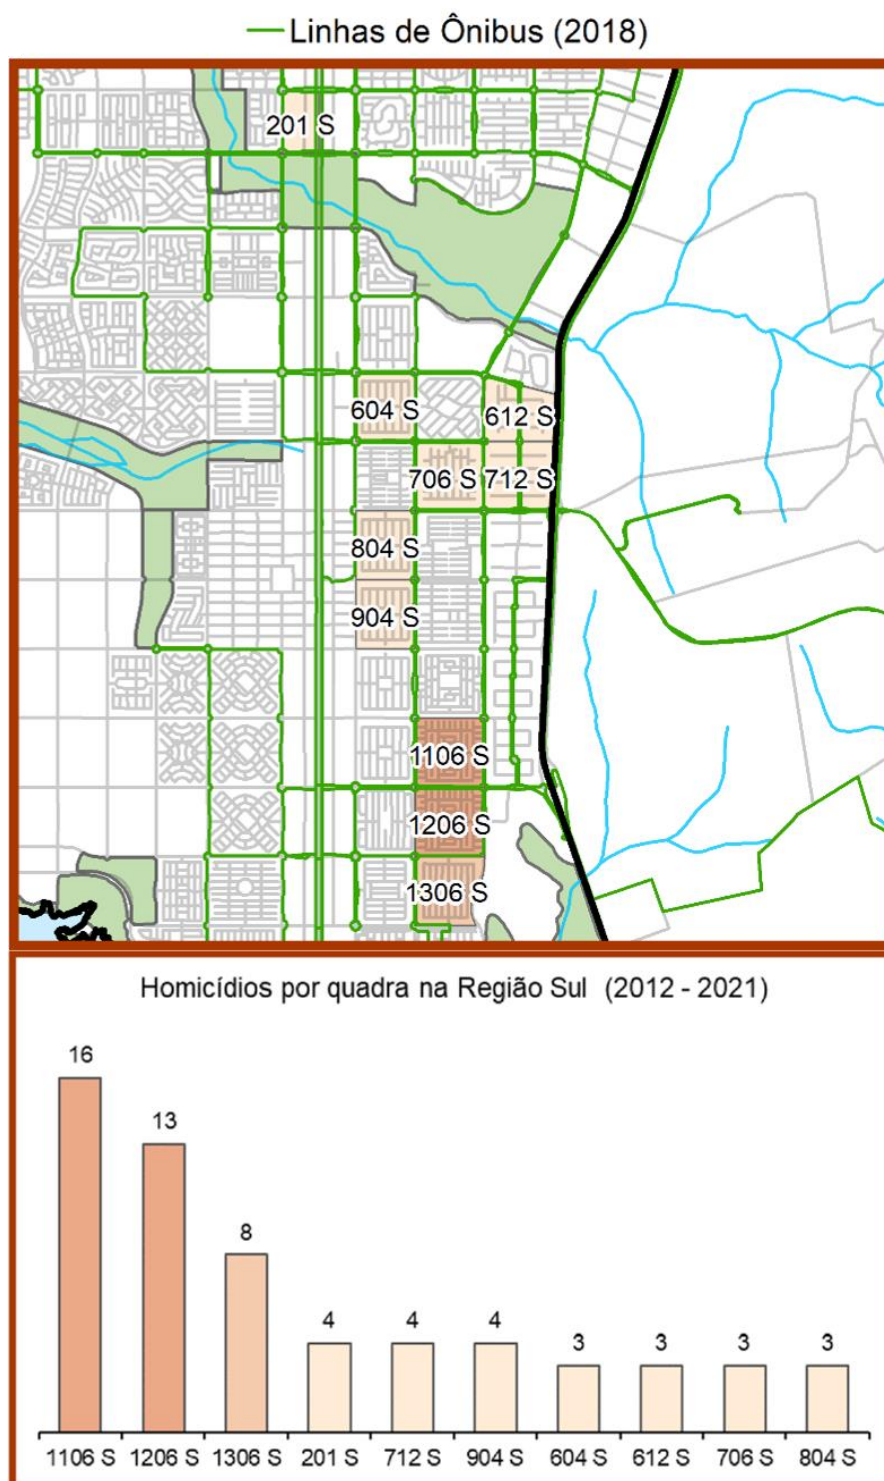 Linhas de Ônibus (2018)
201 S
604 S
612 S
706 S 712 S
804 S
904 S
1106 S
1206 S
1306 S
Homicídios por quadra na Região Sul (2012 - 2021)
16
13
8
4 4 4
3 3 3 3
1106 S 1206 S 1306 S 201 S 712 S 904 S 604 S 612 S 706 S 804 S